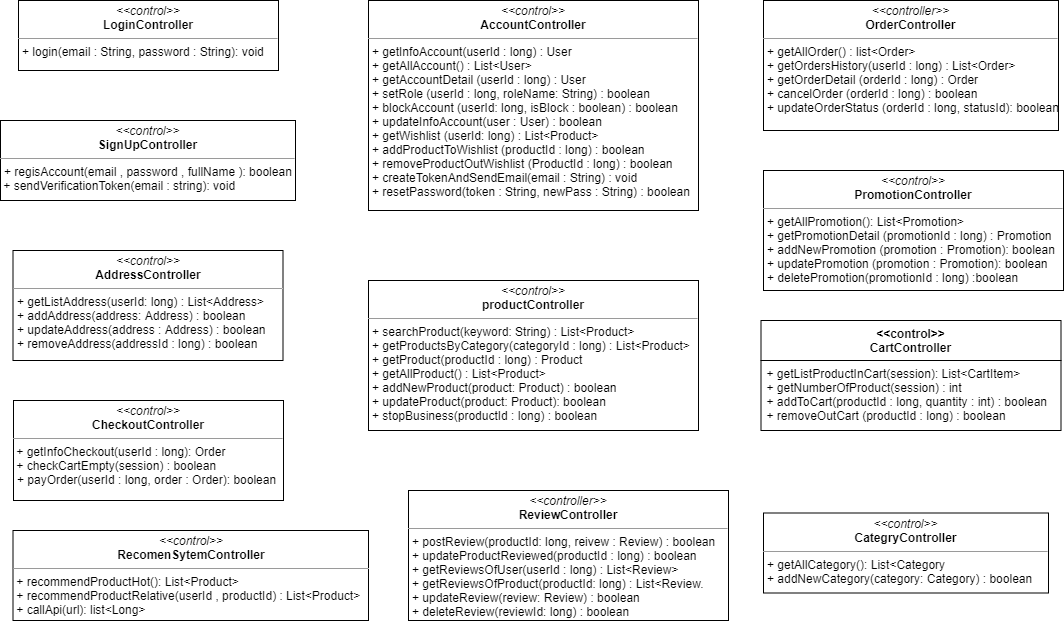 <<control>>
LoginController
+ login(email : String, password : String): void
<<control>>
SignUpController
+ regisAccount(email , password , fullName ): boolean
+ sendVerificationToken(email : string): void
<<control>>
AddressController
+ getListAddress(userId: long) : List<Address>
+ addAddress(address: Address) : boolean
+ updateAddress(address : Address) : boolean
+ removeAddress(addressId : long) : boolean
<<control>>
CheckoutController
+ getInfoCheckout(userId : long): Order
+ checkCartEmpty(session) : boolean
+ payOrder(userId : long, order : Order): boolean
<<control>>
RecomenSytemController
+ recommendProductHot(): List<Product>
+ recommendProductRelative(userId , productId) : List<Product>
+ callApi(url): list<Long>
<<control>>
AccountController
+ getInfoAccount(userId : long) : User
+ getAllAccount() : List<User>
+ getAccountDetail (userId : long) : User
+ setRole (userId : long, roleName: String) : boolean
+ blockAccount (userId: long, isBlock : boolean) : boolean
+ updateInfoAccount(user : User) : boolean
+ getWishlist (userId: long) : List<Product>
+ addProductToWishlist (productId : long) : boolean
+ removeProductOutWishlist (ProductId : long) : boolean
+ createTokenAndSendEmail(email : String) : void
+ resetPassword(token : String, newPass : String) : boolean
<<control>>
productController
+ searchProduct(keyword: String) : List<Product>
+ getProductsByCategory(categoryId : long) : List<Product>
+ getProduct(productId : long) : Product
+ getAllProduct() : List<Product>
+ addNewProduct(product: Product) : boolean
+ updateProduct(product: Product): boolean
+ stopBusiness(productId : long) : boolean
<<controller>>
ReviewController
+ postReview(productId: long, reivew : Review) : boolean
+ updateProductReviewed(productId : long) : boolean
+ getReviewsOfUser(userId : long) : List<Review>
+ getReviewsOfProduct(productId: long) : List<Review.
+ updateReview(review: Review) : boolean
+ deleteReview(reviewId: long) : boolean
<<controller>>
OrderController
+ getAllOrder() : list<Order>
+ getOrdersHistory(userId : long) : List<Order>
+ getOrderDetail (orderId : long) : Order
+ cancelOrder (orderId : long) : boolean
+ updateOrderStatus (orderId : long, statusId): boolean
<<control>>
PromotionController
+ getAllPromotion(): List<Promotion>
+ getPromotionDetail (promotionId : long) : Promotion
+ addNewPromotion (promotion : Promotion): boolean
+ updatePromotion (promotion : Promotion): boolean
+ deletePromotion(promotionId : long) :boolean
<<control>>
CartController
+ getListProductInCart(session): List<CartItem>
+ getNumberOfProduct(session) : int
+ addToCart(productId : long, quantity : int) : boolean
+ removeOutCart (productId : long) : boolean
<<control>>
CategryController
+ getAllCategory() : List<Category
+ addNewCategory(category: Category) : boolean